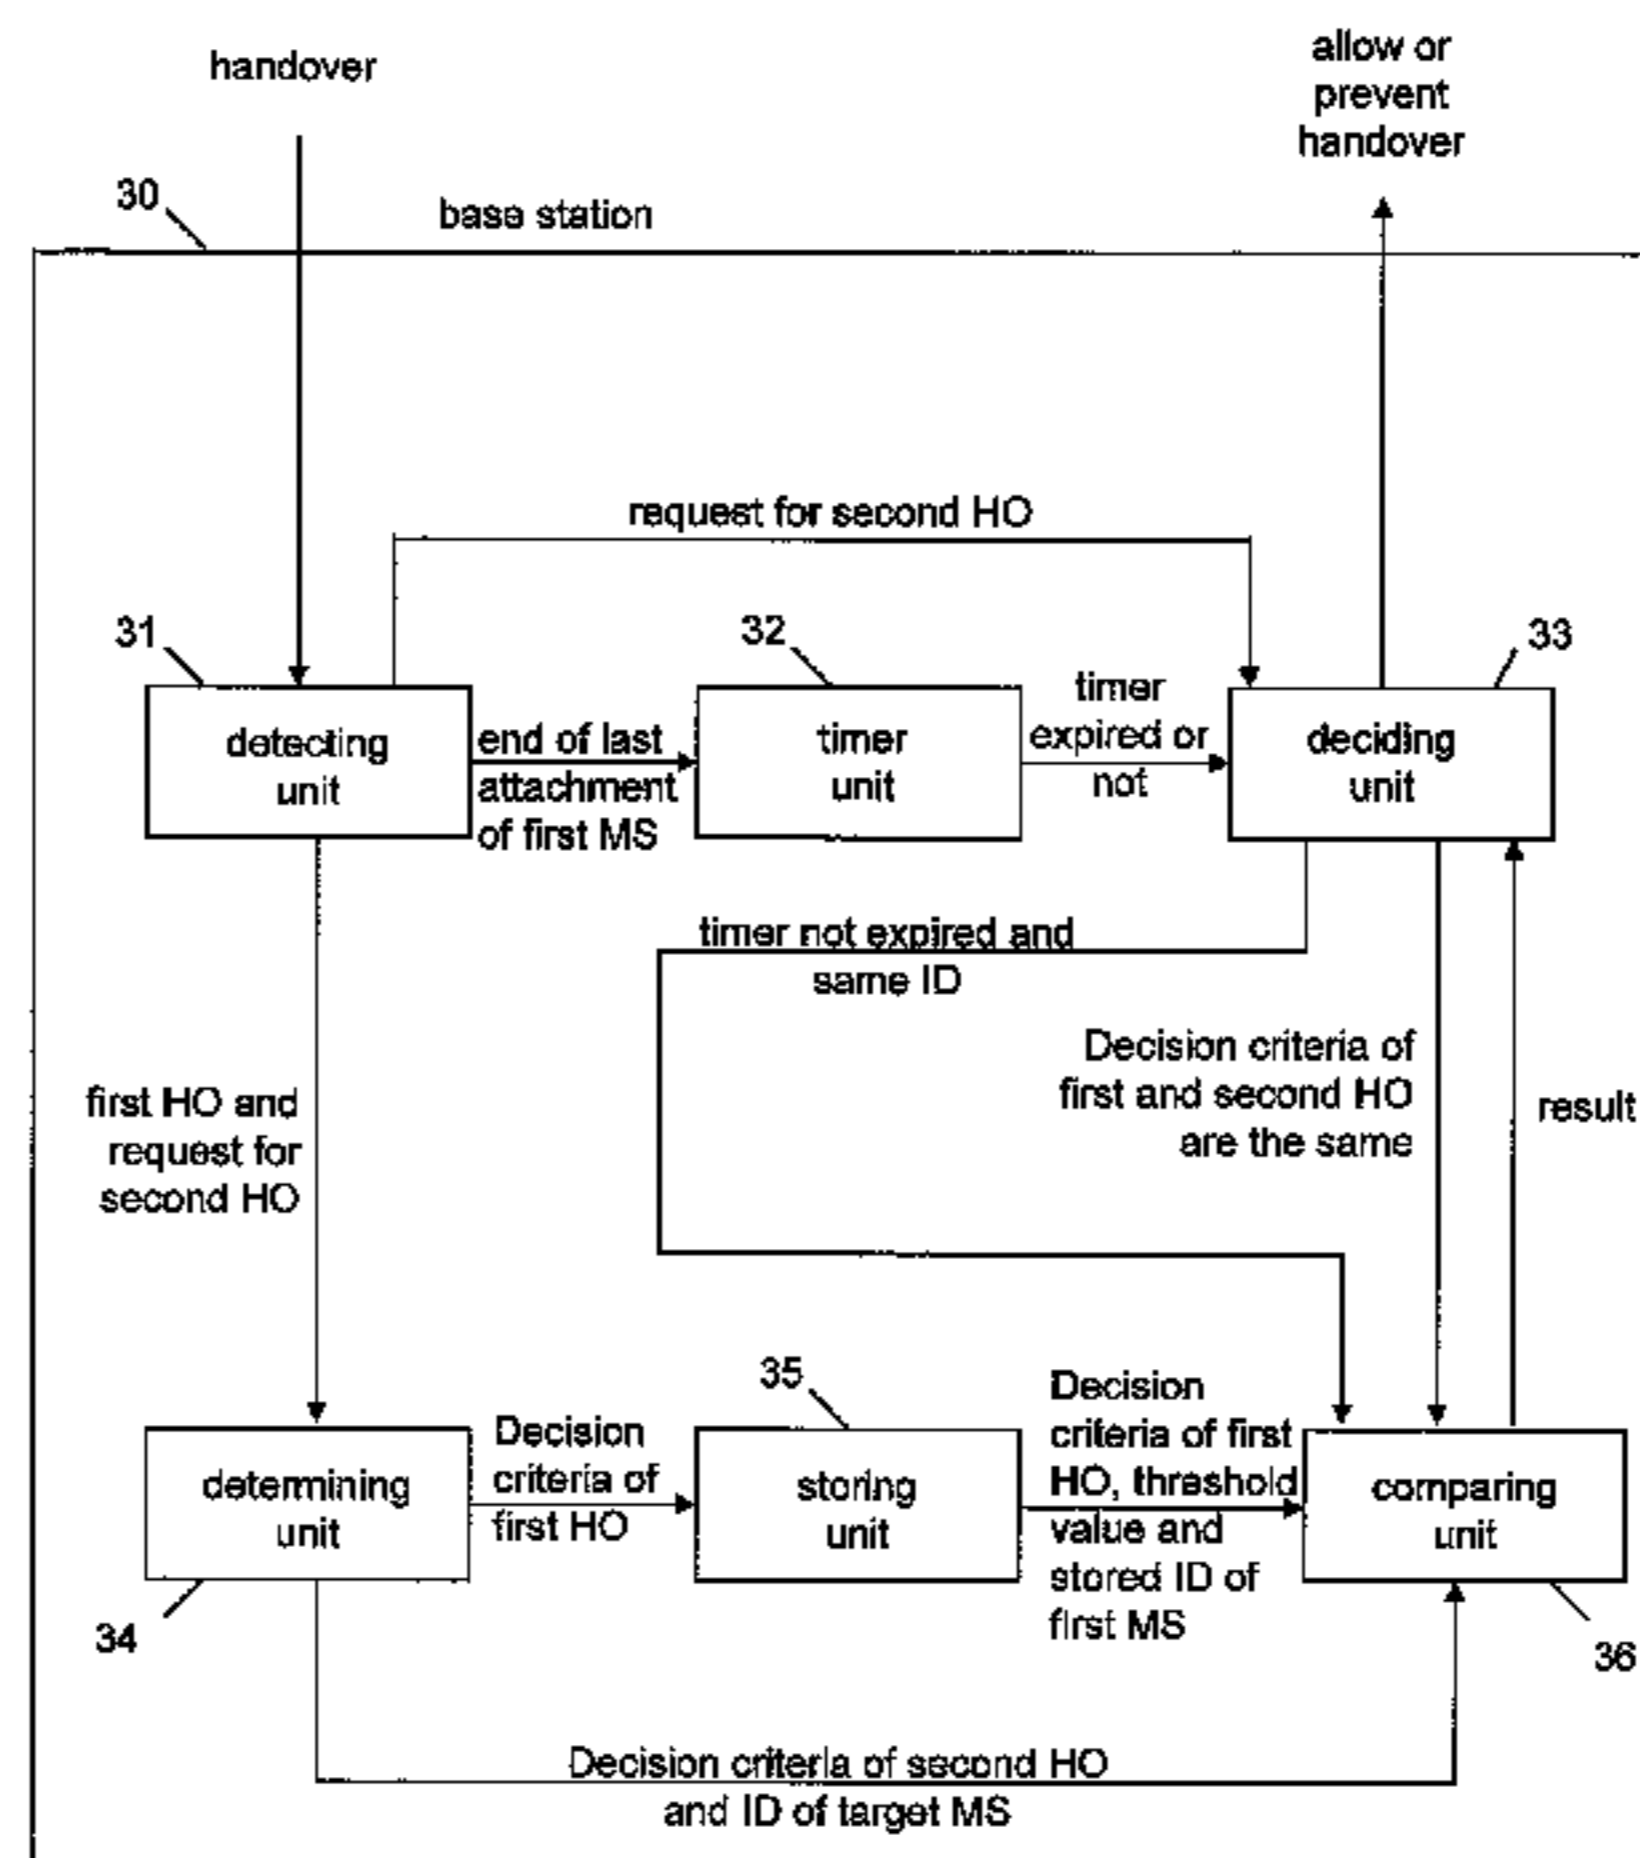 handover
allow or
prevent
handover
30
base station
request for second HO
31
32
33
detecting
unit
end of last
attachment
of first MS
timer
unit
timer
expired or
not
deciding
unit
timer not expired and
same ID
Decision criteria of
first and second HO
are the same
result
first HO and
request for
second HO
35
determining
unit
Decision
criteria of
first HO
storing
unit
Decision
criteria of first
HO, threshold
value and
stored ID of
first MS
comparing
unit
34
36
Decision criteria of second HO
and ID of target MS